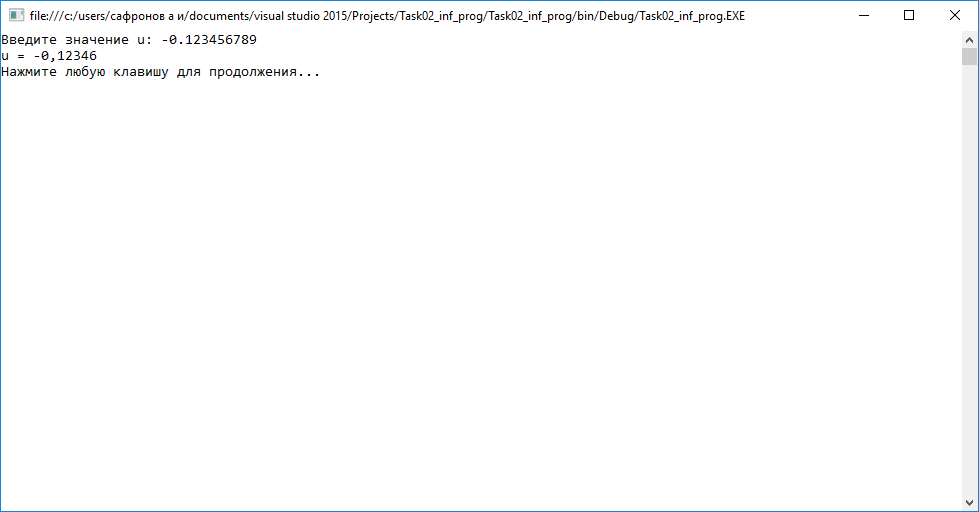 file:///c:/users/сафронов а и/documents/visual studio 2015/Projects/Task02_inf_prog/Task02_inf_prog/bin/Debug/Task02_inf_prog.EXE
Введите значение u: -0.123456789
u = -0,12346
Нажмите любую клавишу для продолжения...